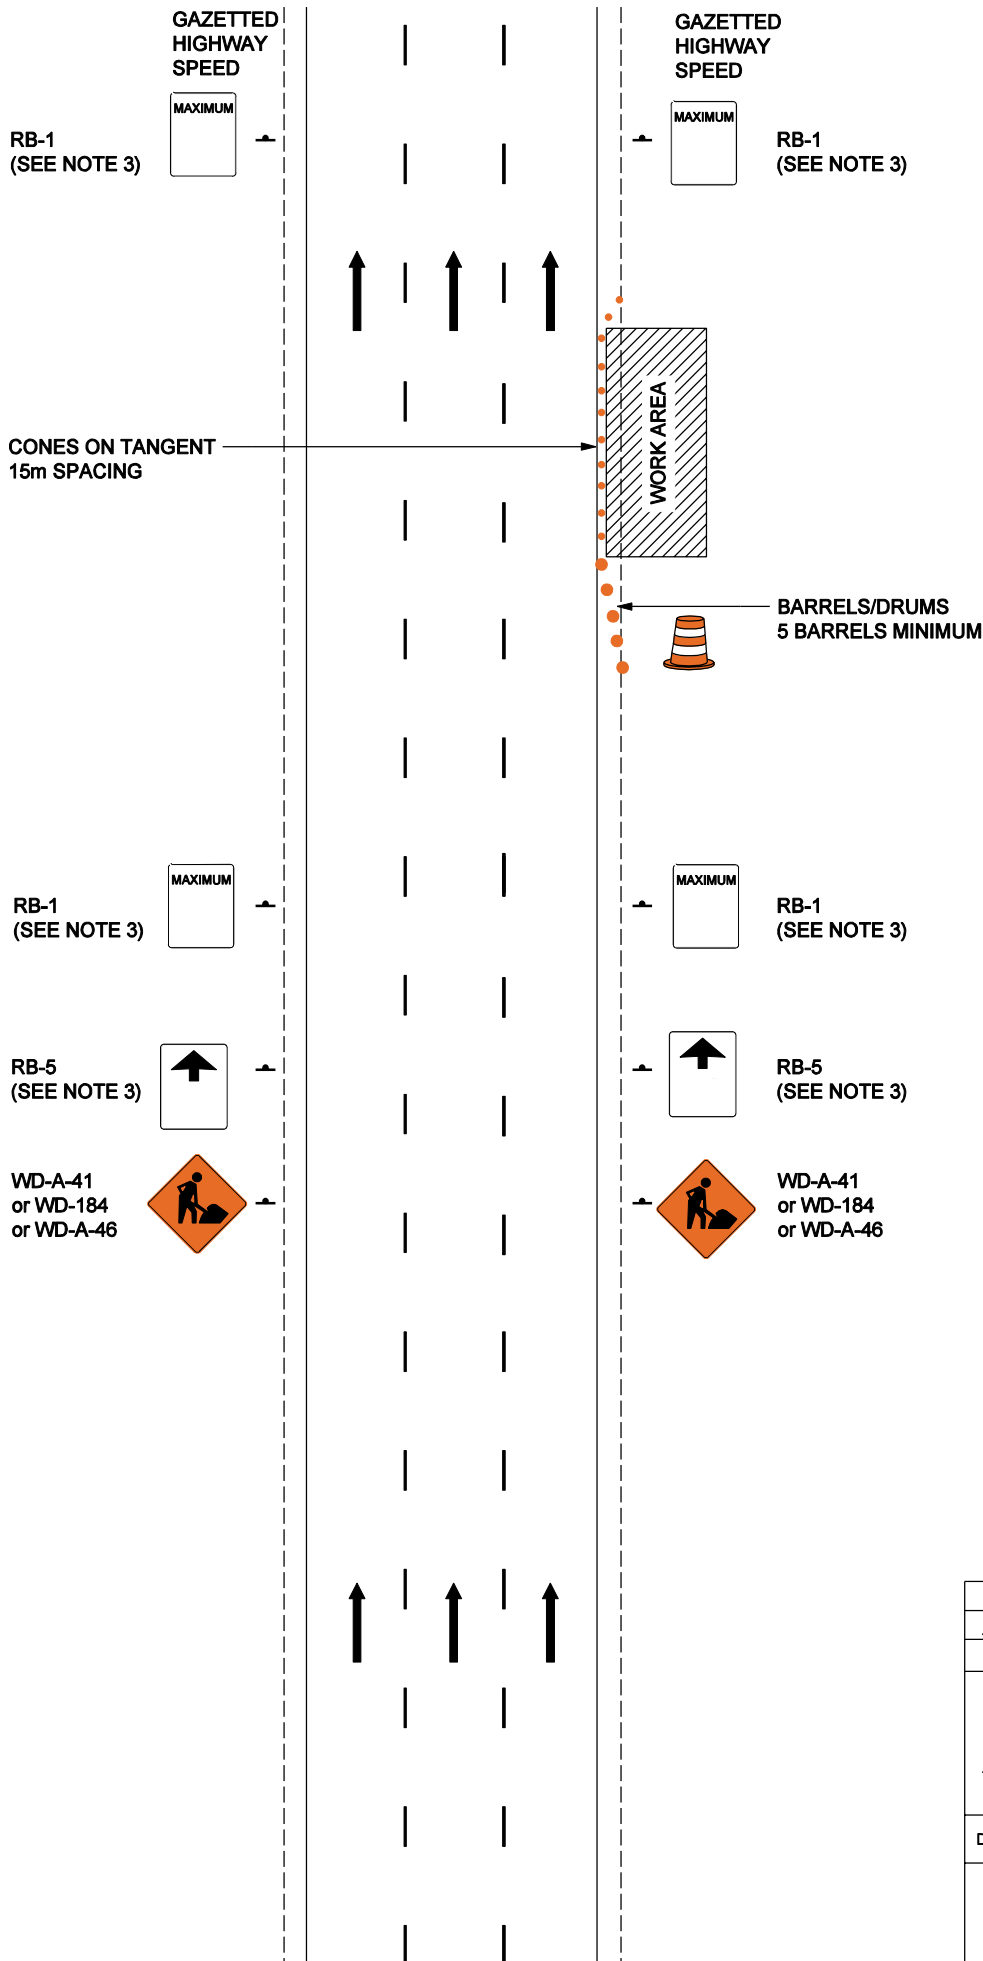 GAZETTED
HIGHWAY
SPEED
GAZETTED
HIGHWAY
SPEED
MAXIMUM
MAXIMUM
RB-1
(SEE NOTE 3)
RB-1
(SEE NOTE 3)
CONES ON TANGENT
15m SPACING
WORK AREA
BARRELS/DRUMS
5 BARRELS MINIMUM
MAXIMUM
MAXIMUM
RB-1
(SEE NOTE 3)
RB-1
(SEE NOTE 3)
RB-5
(SEE NOTE 3)
RB-5
(SEE NOTE 3)
WD-A-41
or WD-184
or WD-A-46
WD-A-41
or WD-184
or WD-A-46